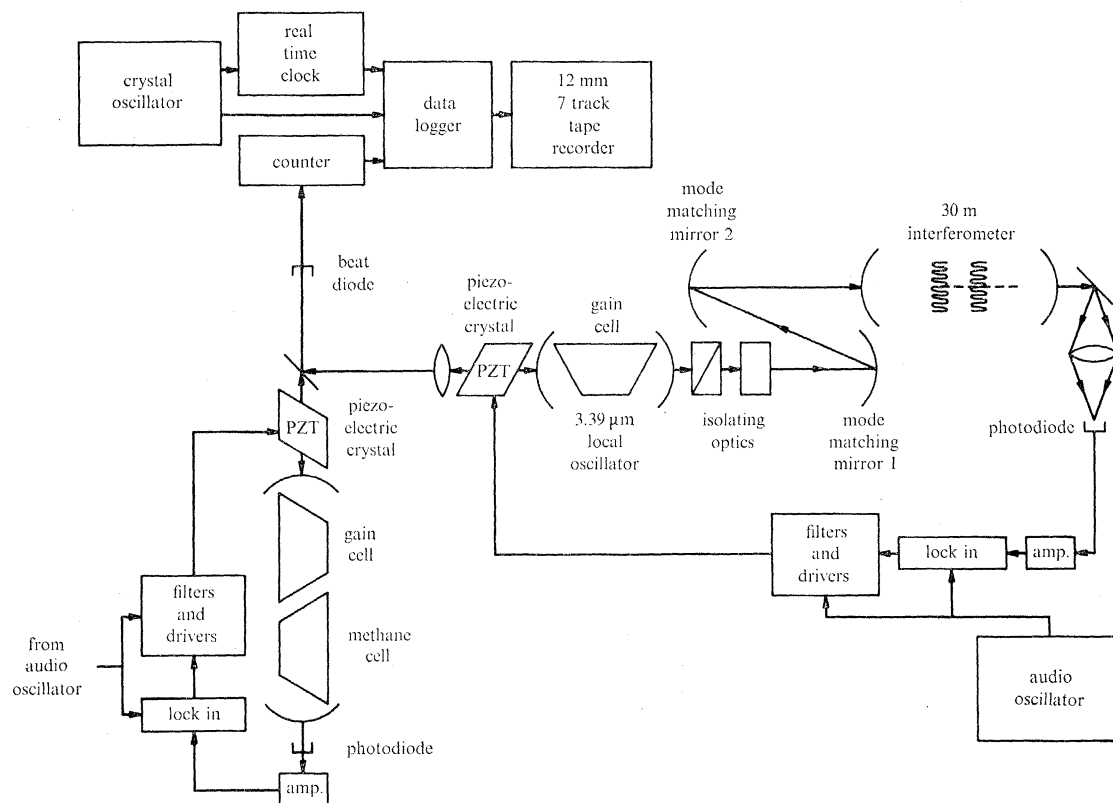 real
time
clock
crystal
oscillator
data
logger
12 mm
7 track
tape
recorder
counter
mode
matching
mirror 2
30 m
interferometer
beat
diode
piezo-
electric
crystal
gain
cell
PZT
3.39 µm
local
oscillator
isolating
optics
mode
matching
mirror 1
photodiode
PZT
piezo-
electric
crystal
gain
cell
filters
and
drivers
lock in
amp.
filters
and
drivers
methane
cell
from
audio
oscillator
audio
oscillator
lock in
photodiode
amp.